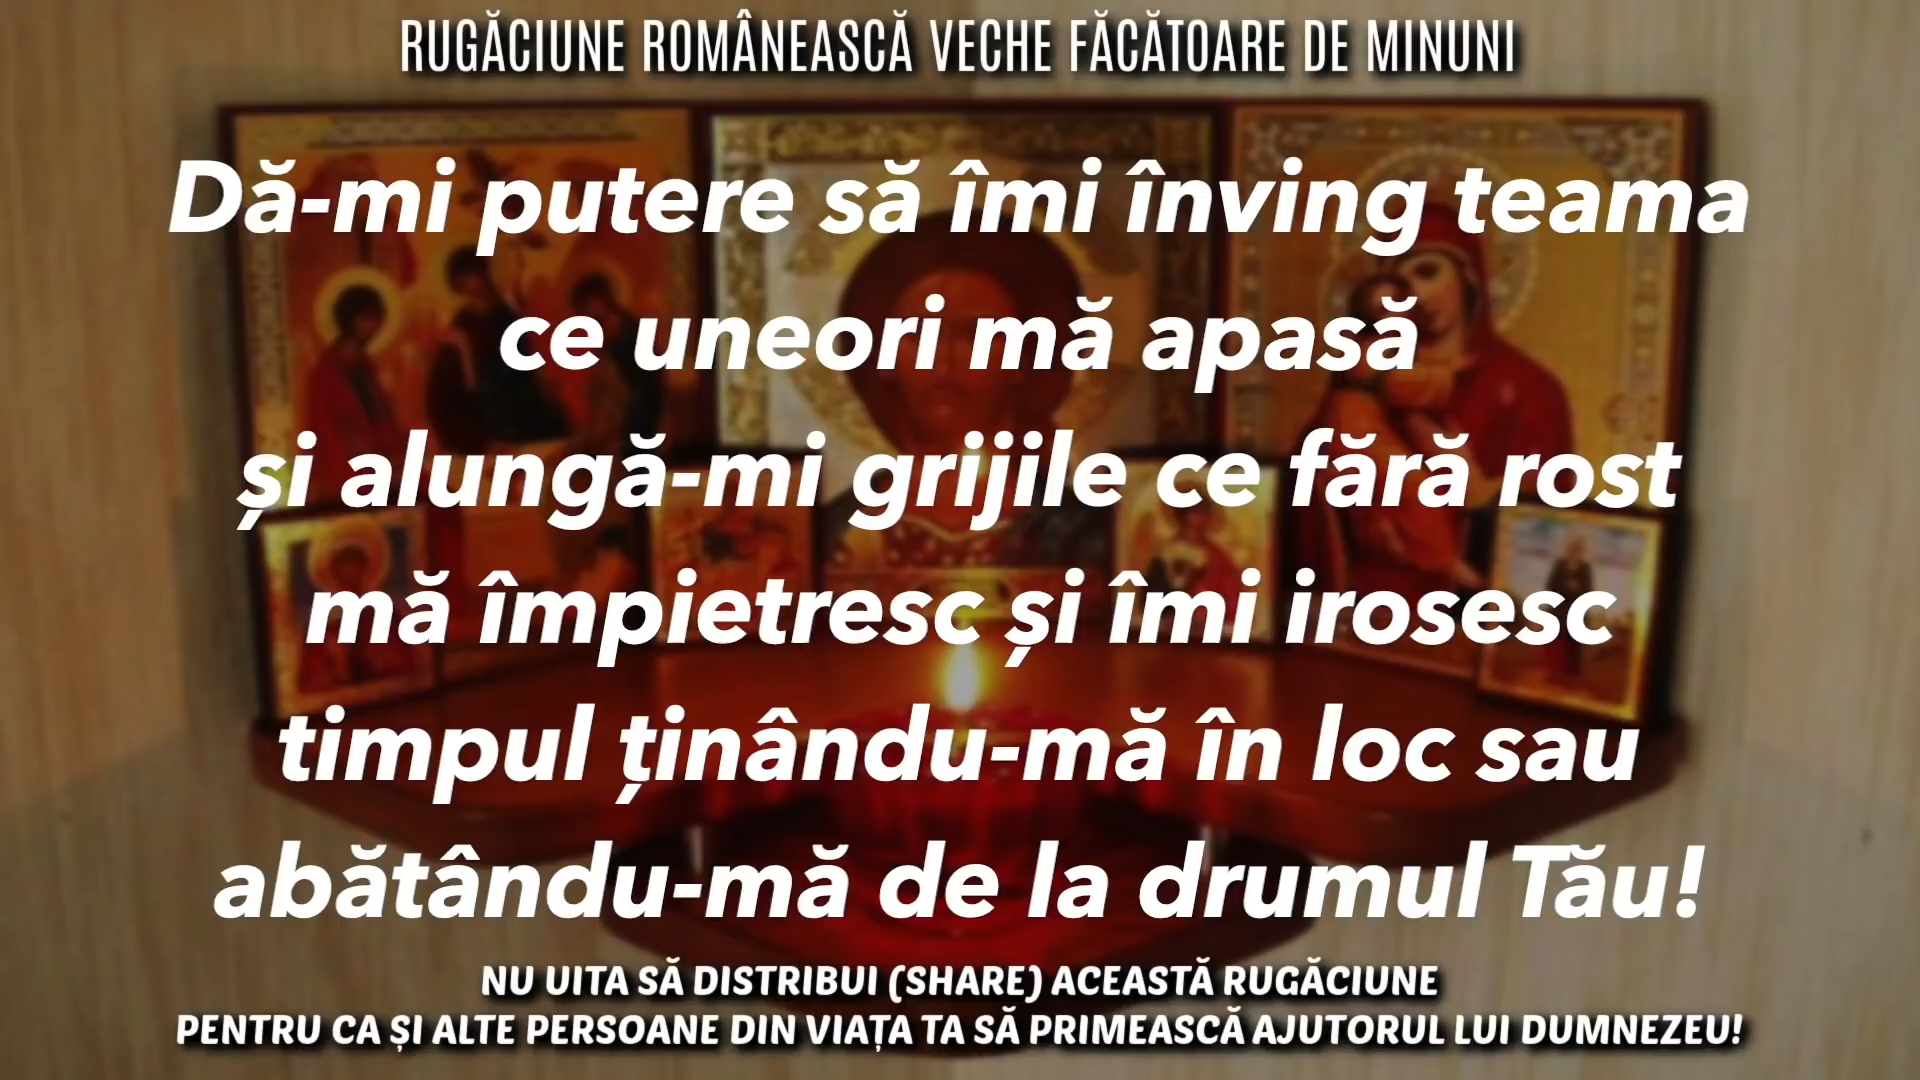 RUGĂCIUNE ROMÂNEASCĂ VECHE FĂCĂTOARE DE MINUNI
Dă-mi putere să îmi înving teama
ce uneori mă apasă
și alungă-mi grijile ce fără rost
mă împietresc și îmi irosesc
timpul ținându-mă în loc sau
abătându-mă de la drumul Tău!
NU UITA SĂ DISTRIBUI (SHARE) ACEASTĂ RUGĂCIUNE
PENTRU CA ȘI ALTE PERSOANE DIN VIAȚA TA SĂ PRIMEASCĂ AJUTORUL LUI DUMNEZEU!